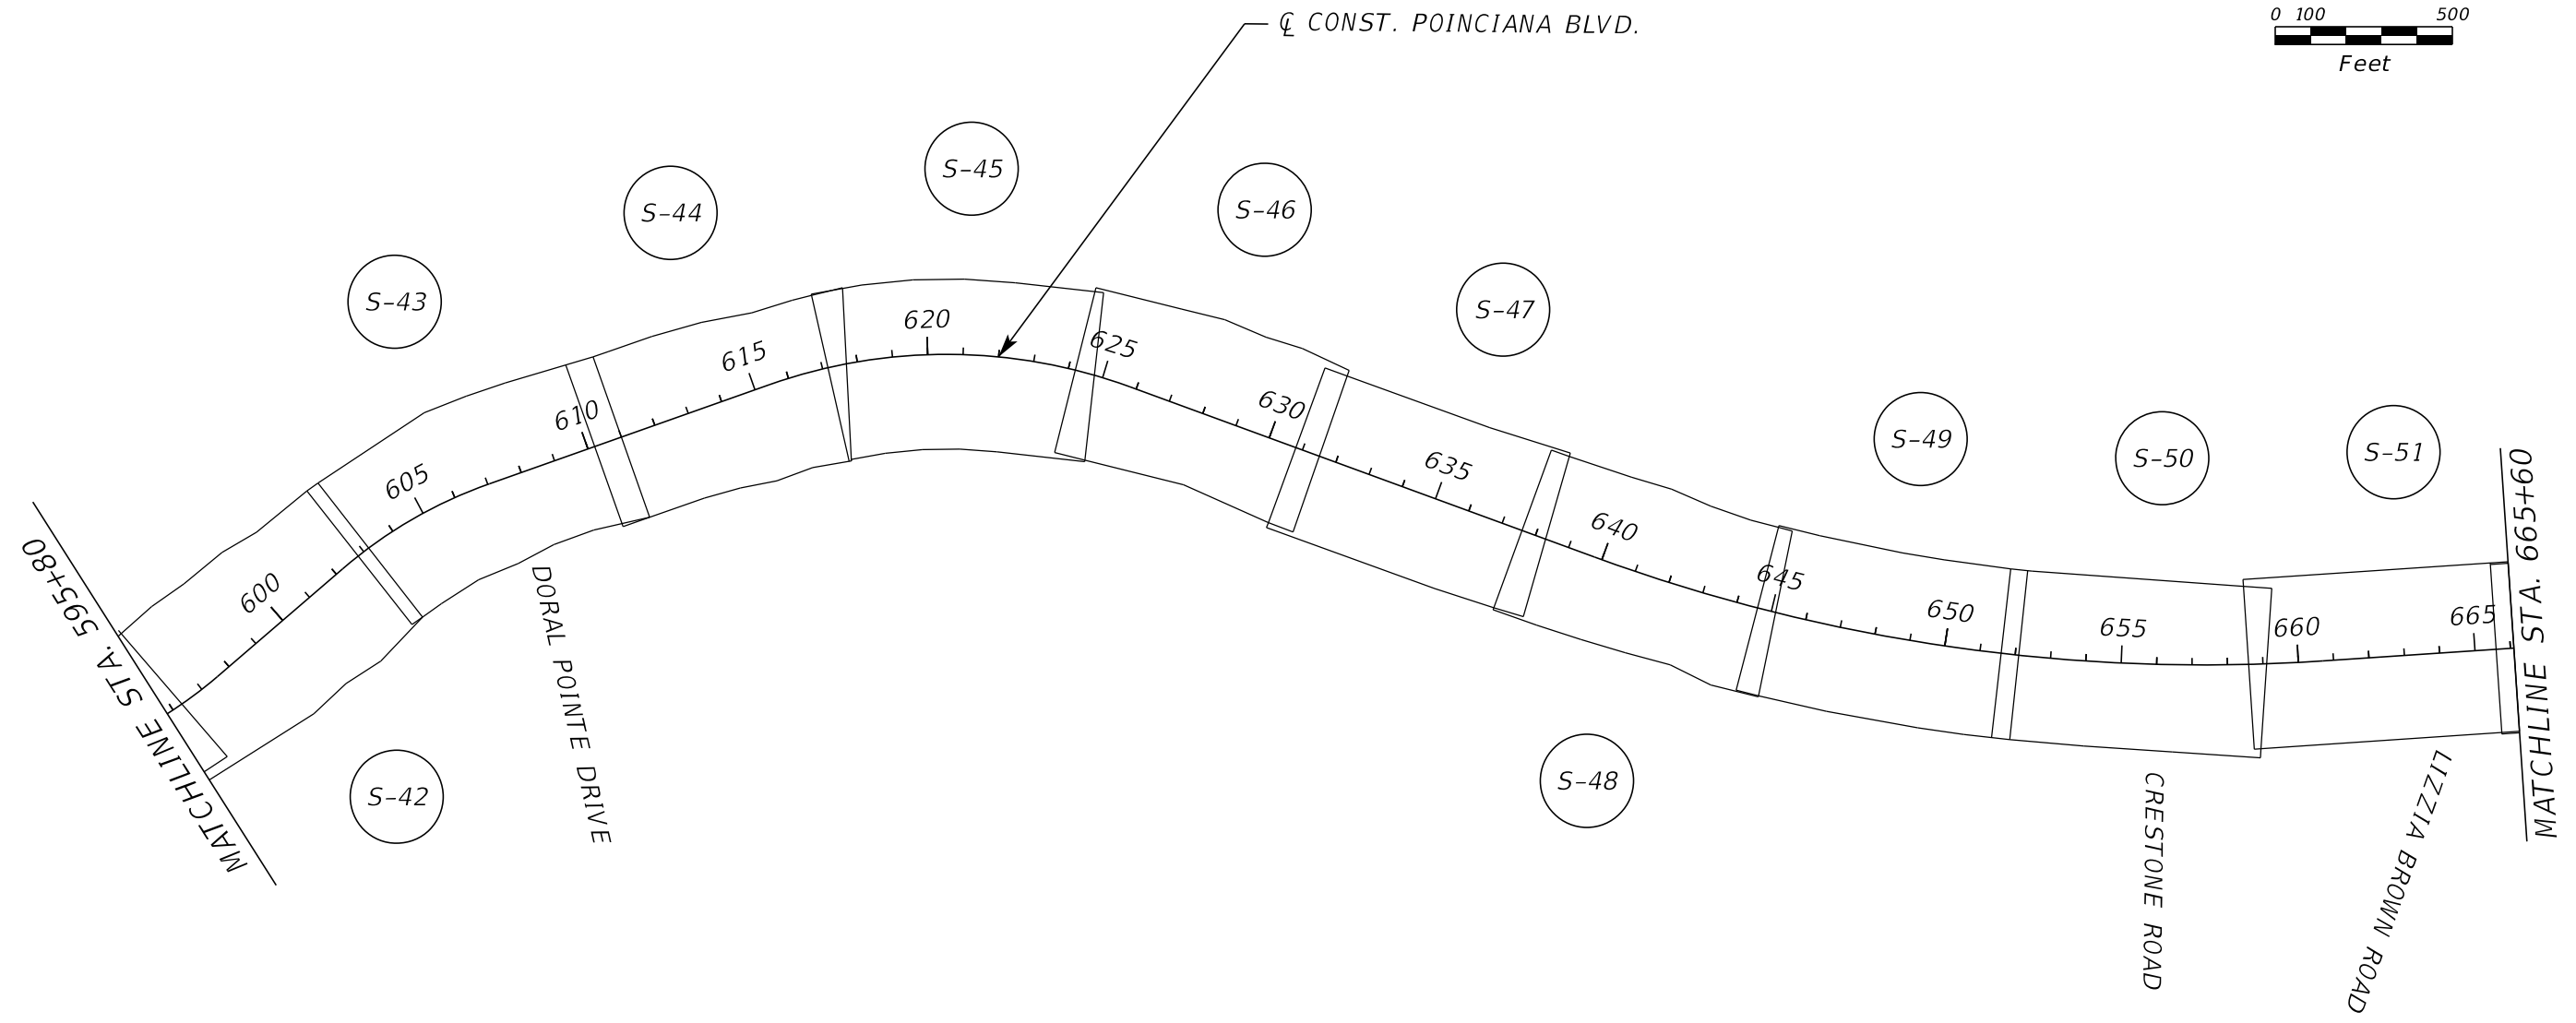 ℄ CONST. POINCIANA BLVD.
0 100 500
Feet
S-45
S-44
S-46
S-43
S-47
S-49
S-50
S-51
S-42
S-48
600
605
610
615
620
625
630
635
640
645
650
655
660
665
MATCHLINE STA. 595+80
MATCHLINE STA. 665+60
DORAL POINTE DRIVE
CRESTONE ROAD
LIZZIA BROWN ROAD